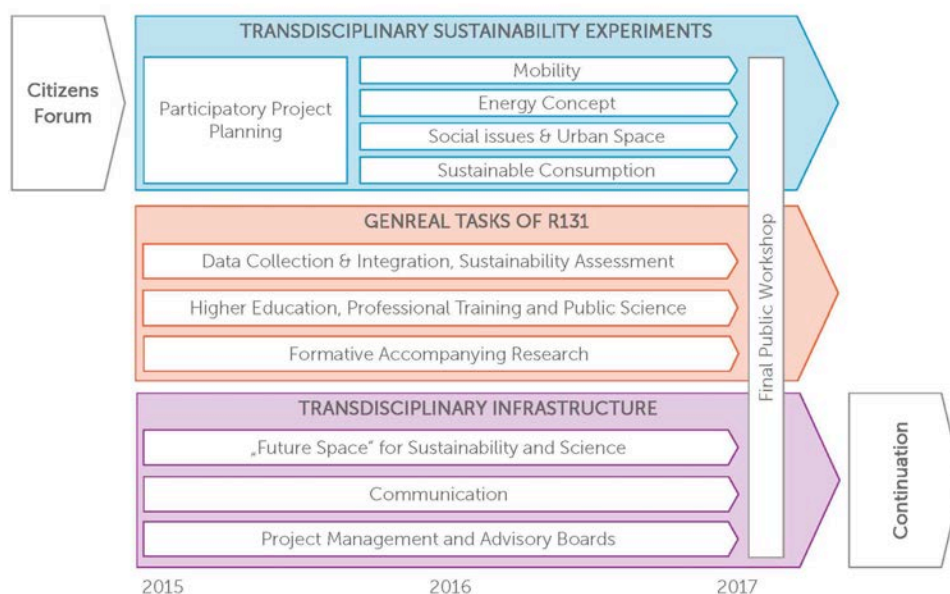 Citizens
Forum
TRANSDISCIPLINARY SUSTAINABILITY EXPERIMENTS
Participatory Project
Planning
Mobility
Energy Concept
Social issues & Urban Space
Sustainable Consumption
GENREAL TASKS OF R131
Data Collection & Integration, Sustainability Assessment
Higher Education, Professional Training and Public Science
Formative Accompanying Research
TRANSDISCIPLINARY INFRASTRUCTURE
„Future Space“ for Sustainability and Science
Communication
Project Management and Advisory Boards
Final Public Workshop
Continuation
2015
2016
2017